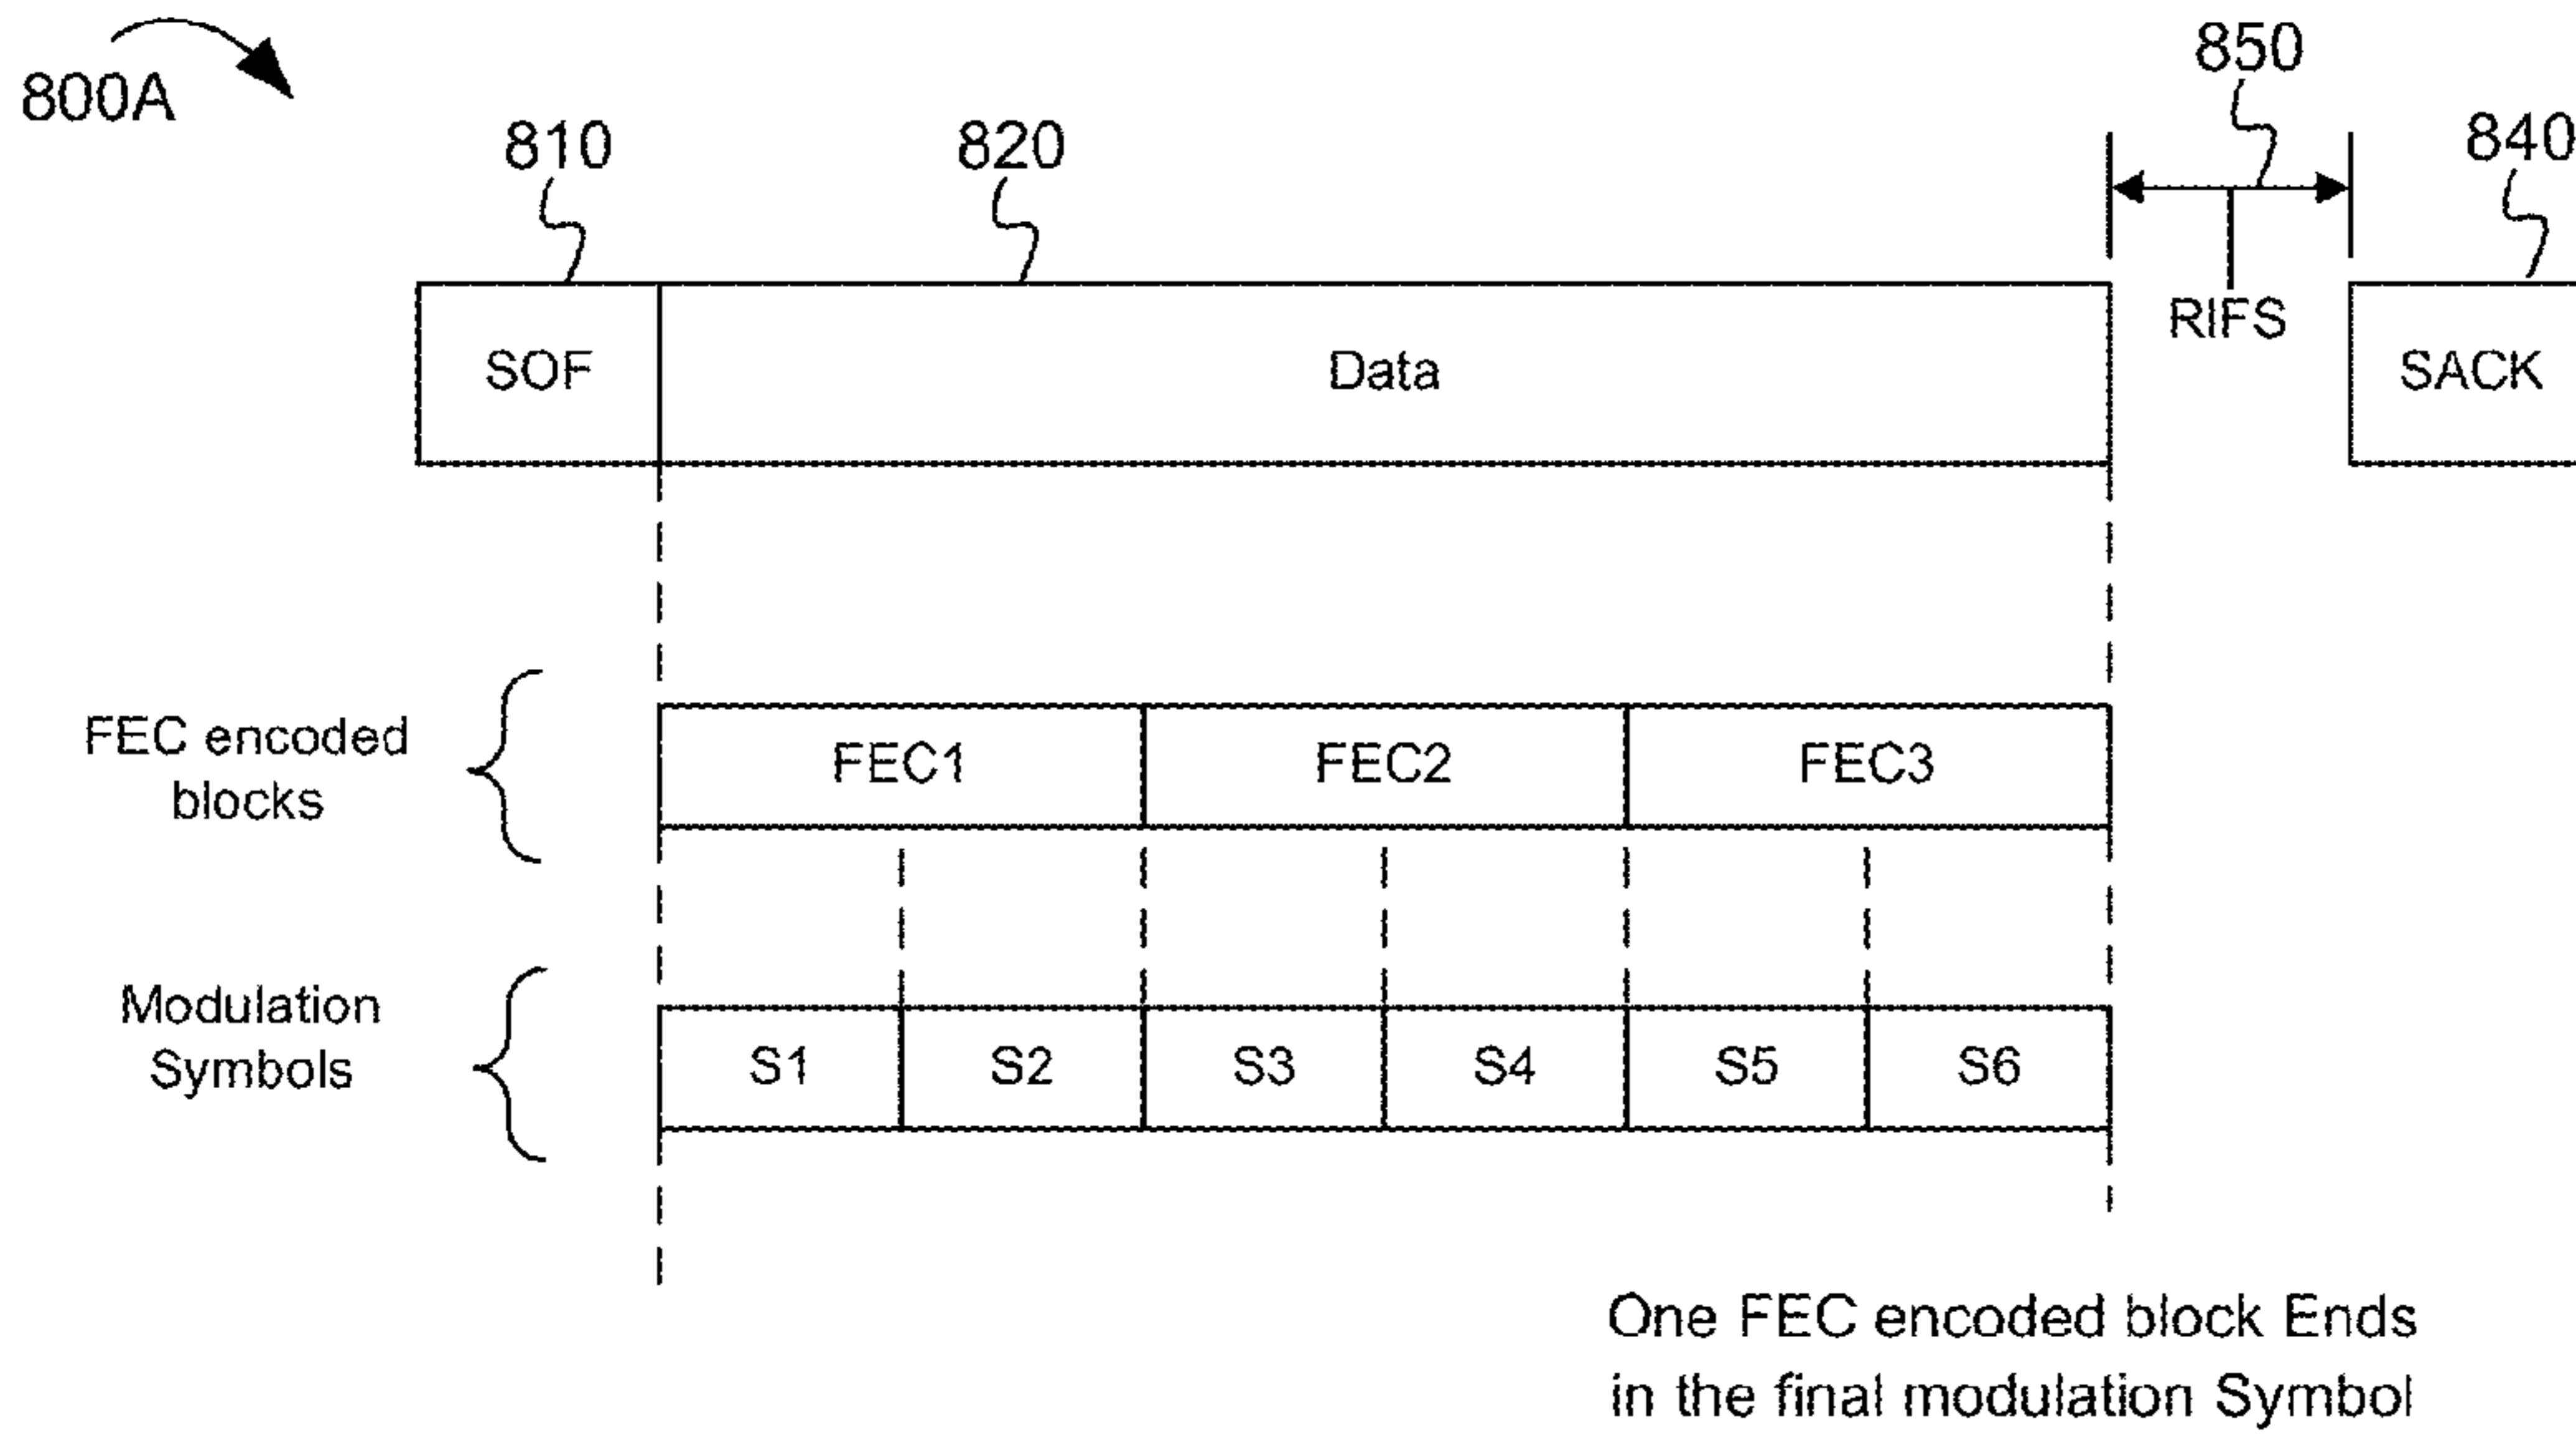 800A
850
810
820
840
RIFS
SOF
Data
SACK
FEC encoded
blocks
FEC1
FEC2
FEC3
Modulation
Symbols
S1
S2
S3
S4
S5
S6
One FEC encoded block Ends
in the final modulation Symbol